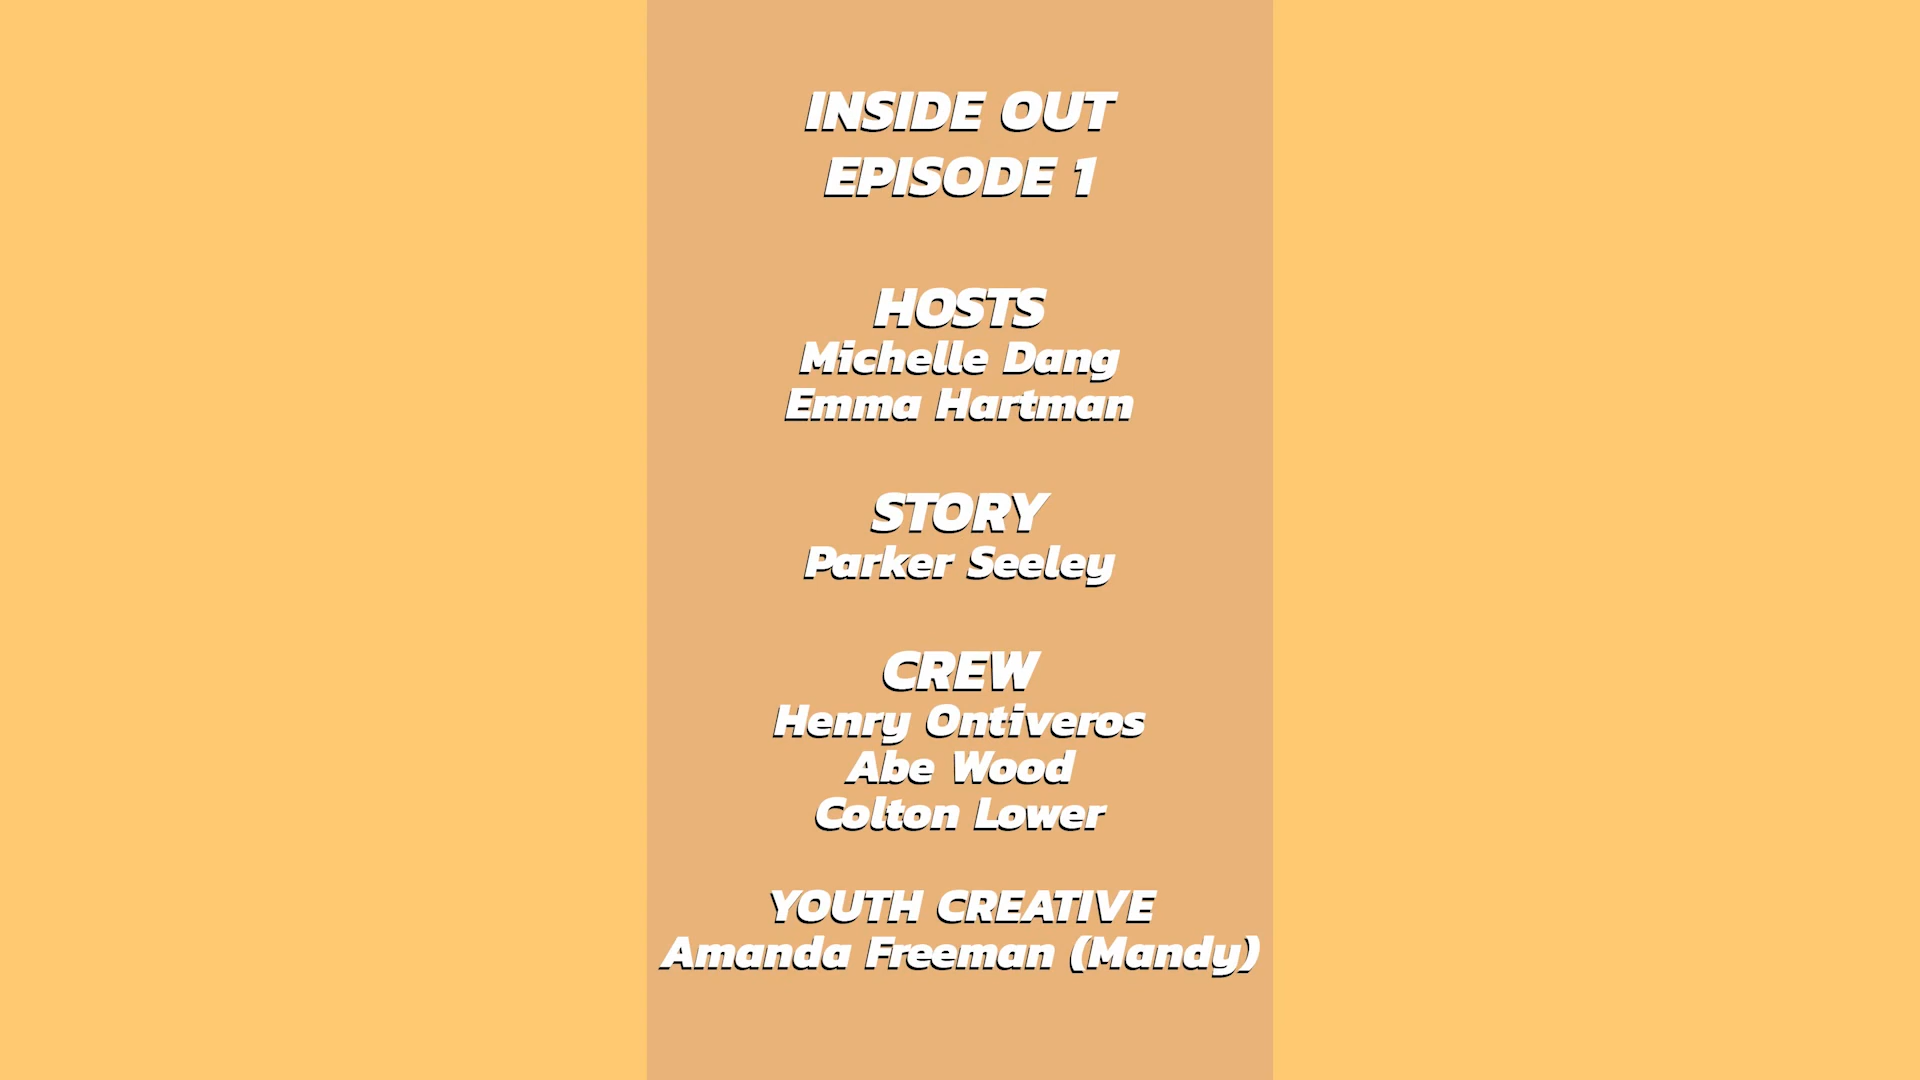 INSIDE OUT
EPISODE 1
HOSTS
Michelle Dang
Emma Hartman
STORY
Parker Seeley
CREW
Henry Ontiveros
Abe Wood
Colton Lower
YOUTH CREATIVE
Amanda Freeman (Mandy)